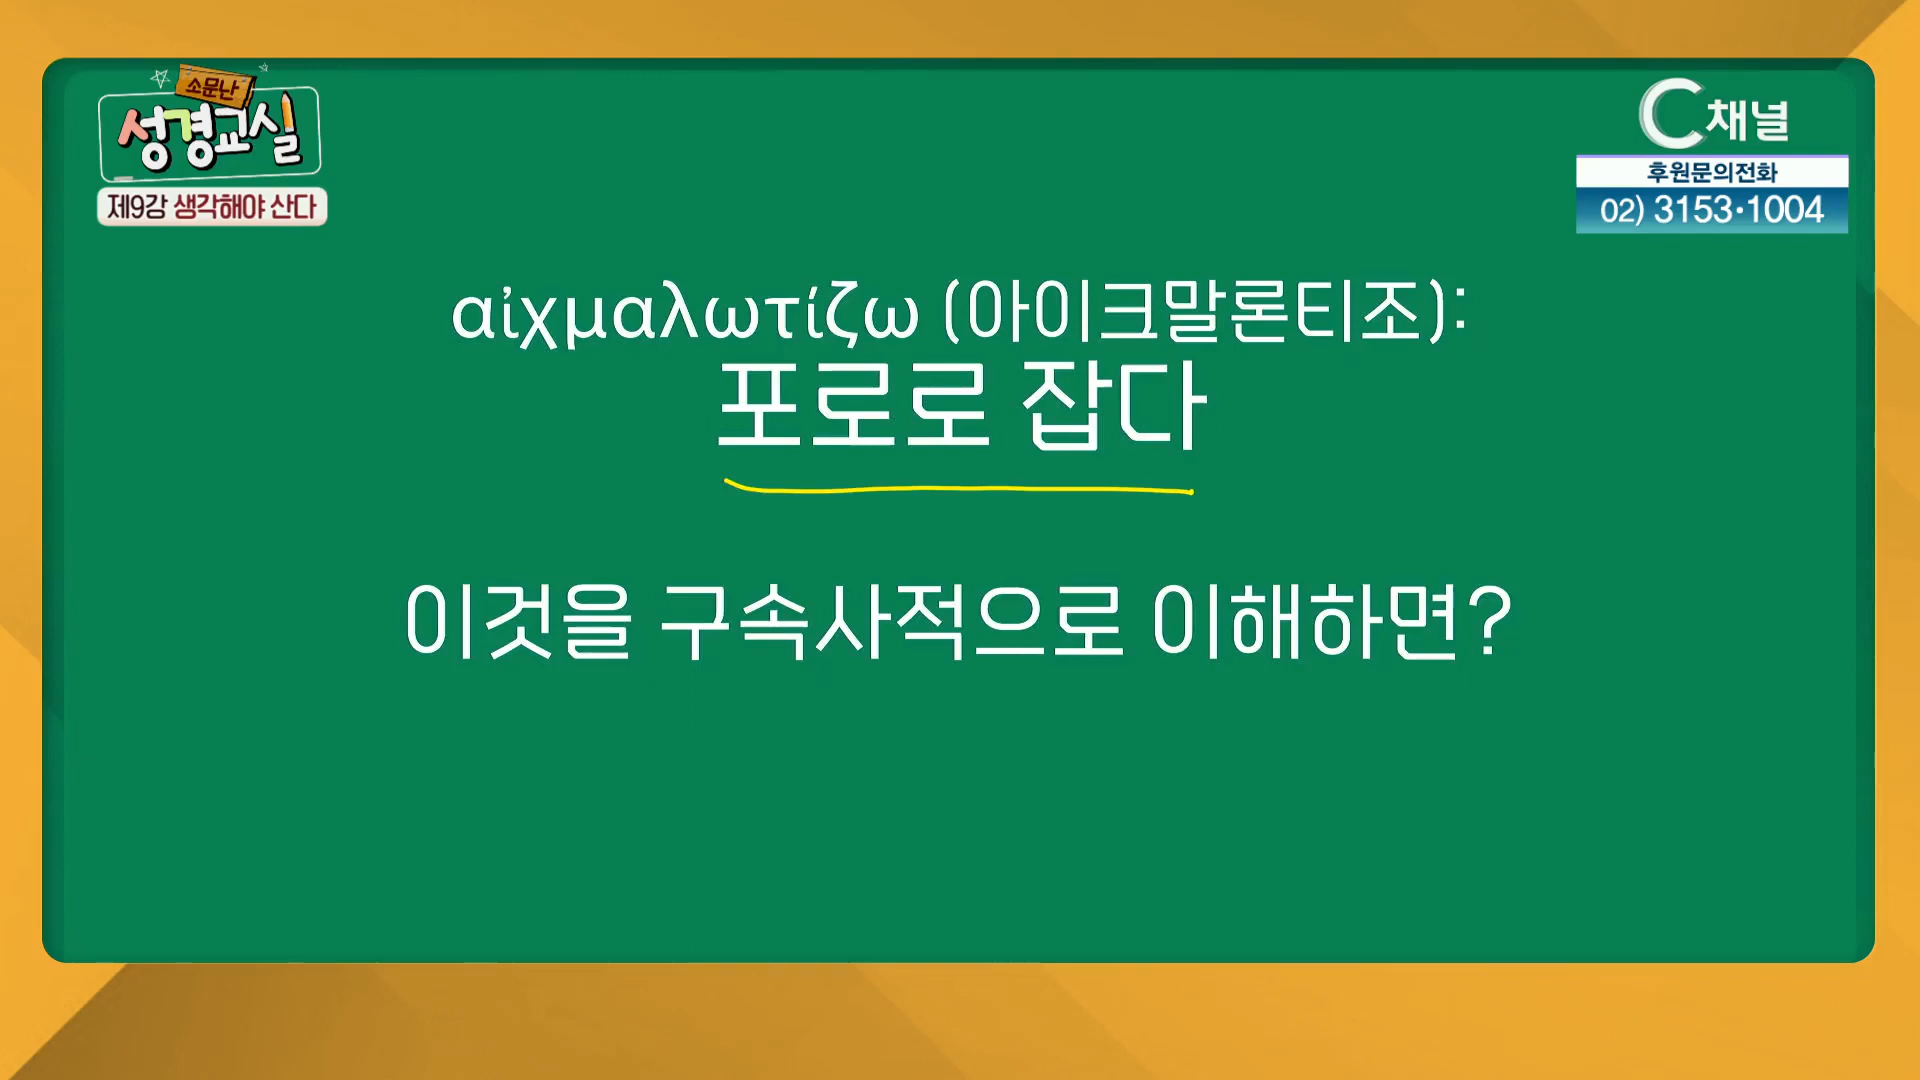 소문난
성경교실
제9강 생각해야 산다
C채널
후원문의전화
02) 3153·1004
αἰχμαλωτίζω (아이크말론티조):
포로로 잡다
이것을 구속사적으로 이해하면?